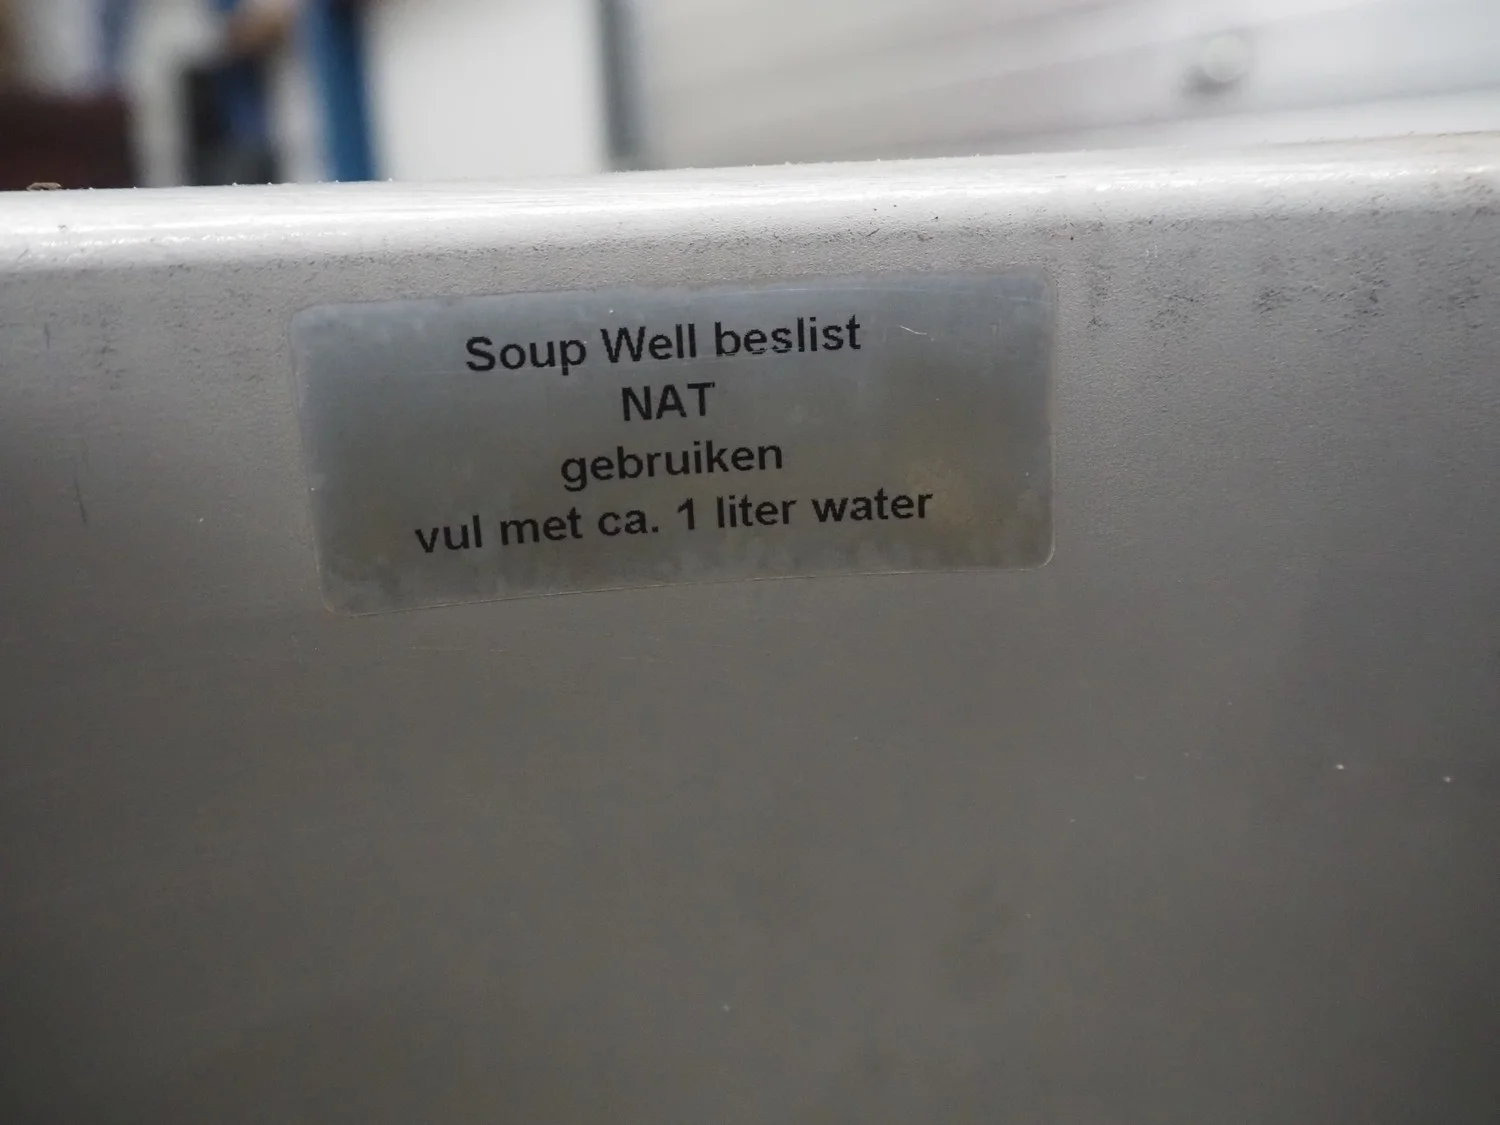 Soup Well beslist
NAT
gebruiken
vul met ca. 1 liter water